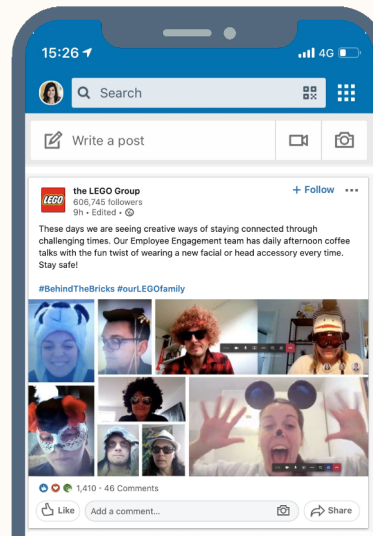 15:26
4G
Search
Write a post
LEGO
the LEGO Group
606,745 followers
9h • Edited •
+ Follow
These days we are seeing creative ways of staying connected through
challenging times. Our Employee Engagement team has daily afternoon coffee
talks with the fun twist of wearing a new facial or head accessory every time.
Stay safe!
#BehindTheBricks #ourLEGOfamily
1,410 • 46 Comments
Like
Add a comment...
Share